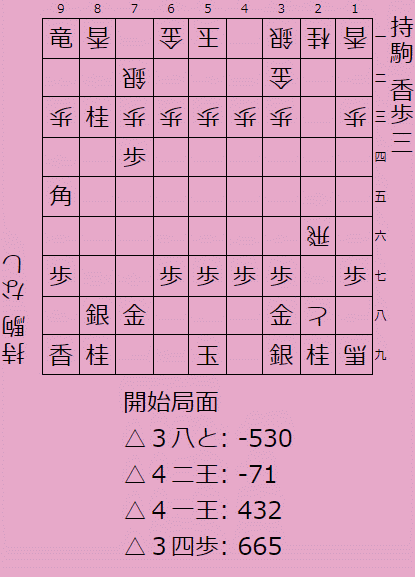 9 8 7 6 5 4 3 2 1
竜 香 金 王 銀 桂 香 一
銀 金 二
歩 桂 歩 歩 歩 歩 歩 歩 三
歩 四
角 五
飛 六
歩 歩 歩 歩 歩 歩 七
銀 金 金 と 八
香 桂 玉 銀 桂 馬 九
持駒 香歩三
持駒 なし
開始局面
△３八と: -530
△４二王: -71
△４一王: 432
△３四歩: 665